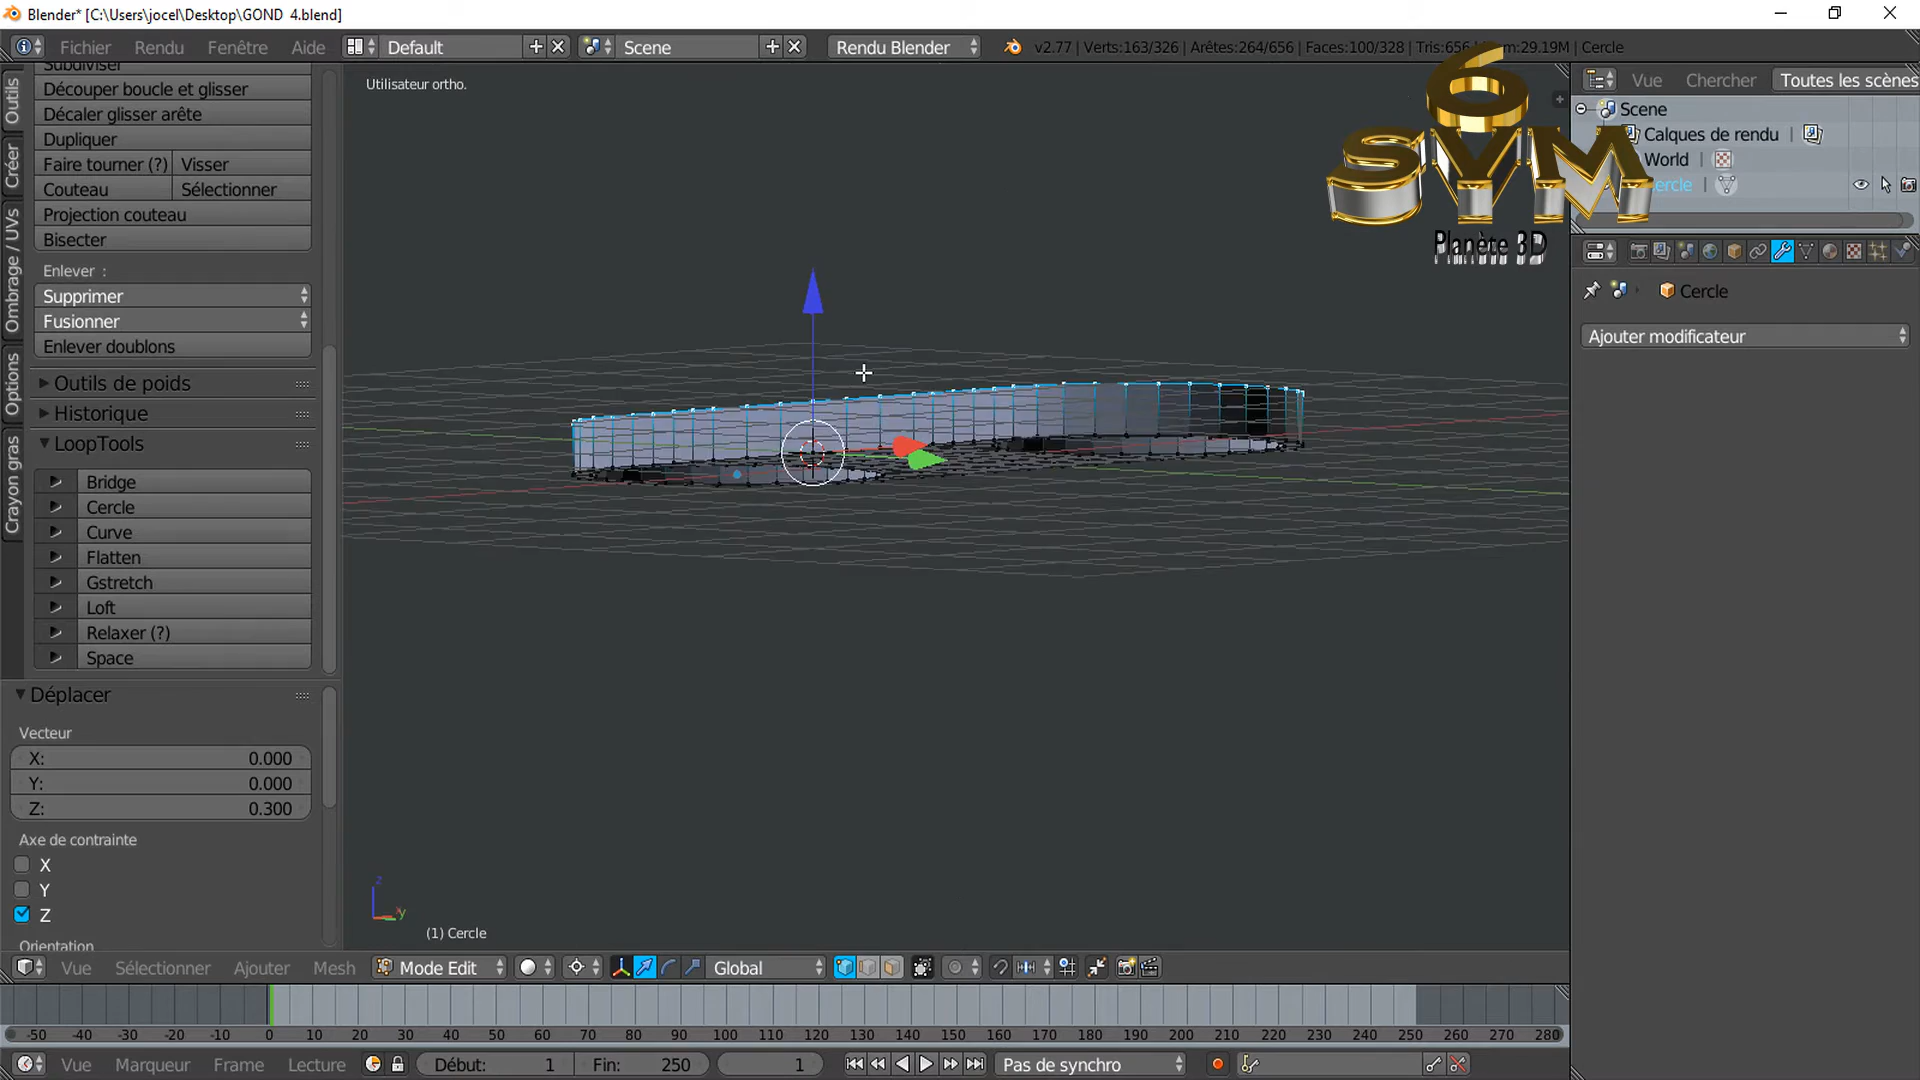 Blender* [C:\Users\jocel\Desktop\GOND  4.blend]
Fichier Rendu Fenêtre Aide Default Scene Rendu Blender v2.77 | Verts:163/326 | Arêtes:264/656 | Faces:100/328 | Tris:656 :29.19M | Cercle
Subdiviser
Découper boucle et glisser
Décaler glisser arête
Dupliquer
Faire tourner (?) Visser
Couteau Sélectionner
Projection couteau
Bisecter
Enlever :
Supprimer
Fusionner
Enlever doublons
Outils de poids
Historique
LoopTools
Bridge
Cercle
Curve
Flatten
Gstretch
Loft
Relaxer (?)
Space
Déplacer
Vecteur
X: 0.000
Y: 0.000
Z: 0.300
Axe de contrainte
X
Y
Z
Orientation
Outils
Créer
Ombrage / UVs
Options
Crayon gras
Utilisateur ortho.
6
SYM
Planète 3D
z
y
(1) Cercle
Vue Chercher Toutes les scènes
Scene
Calques de rendu
World
Cercle
Ajouter modificateur
Vue Sélectionner Ajouter Mesh Mode Edit Global
-50 -40 -30 -20 -10 0 10 20 30 40 50 60 70 80 90 100 110 120 130 140 150 160 170 180 190 200 210 220 230 240 250 260 270 280
Vue Marqueur Frame Lecture Début: 1 Fin: 250 1 Pas de synchro